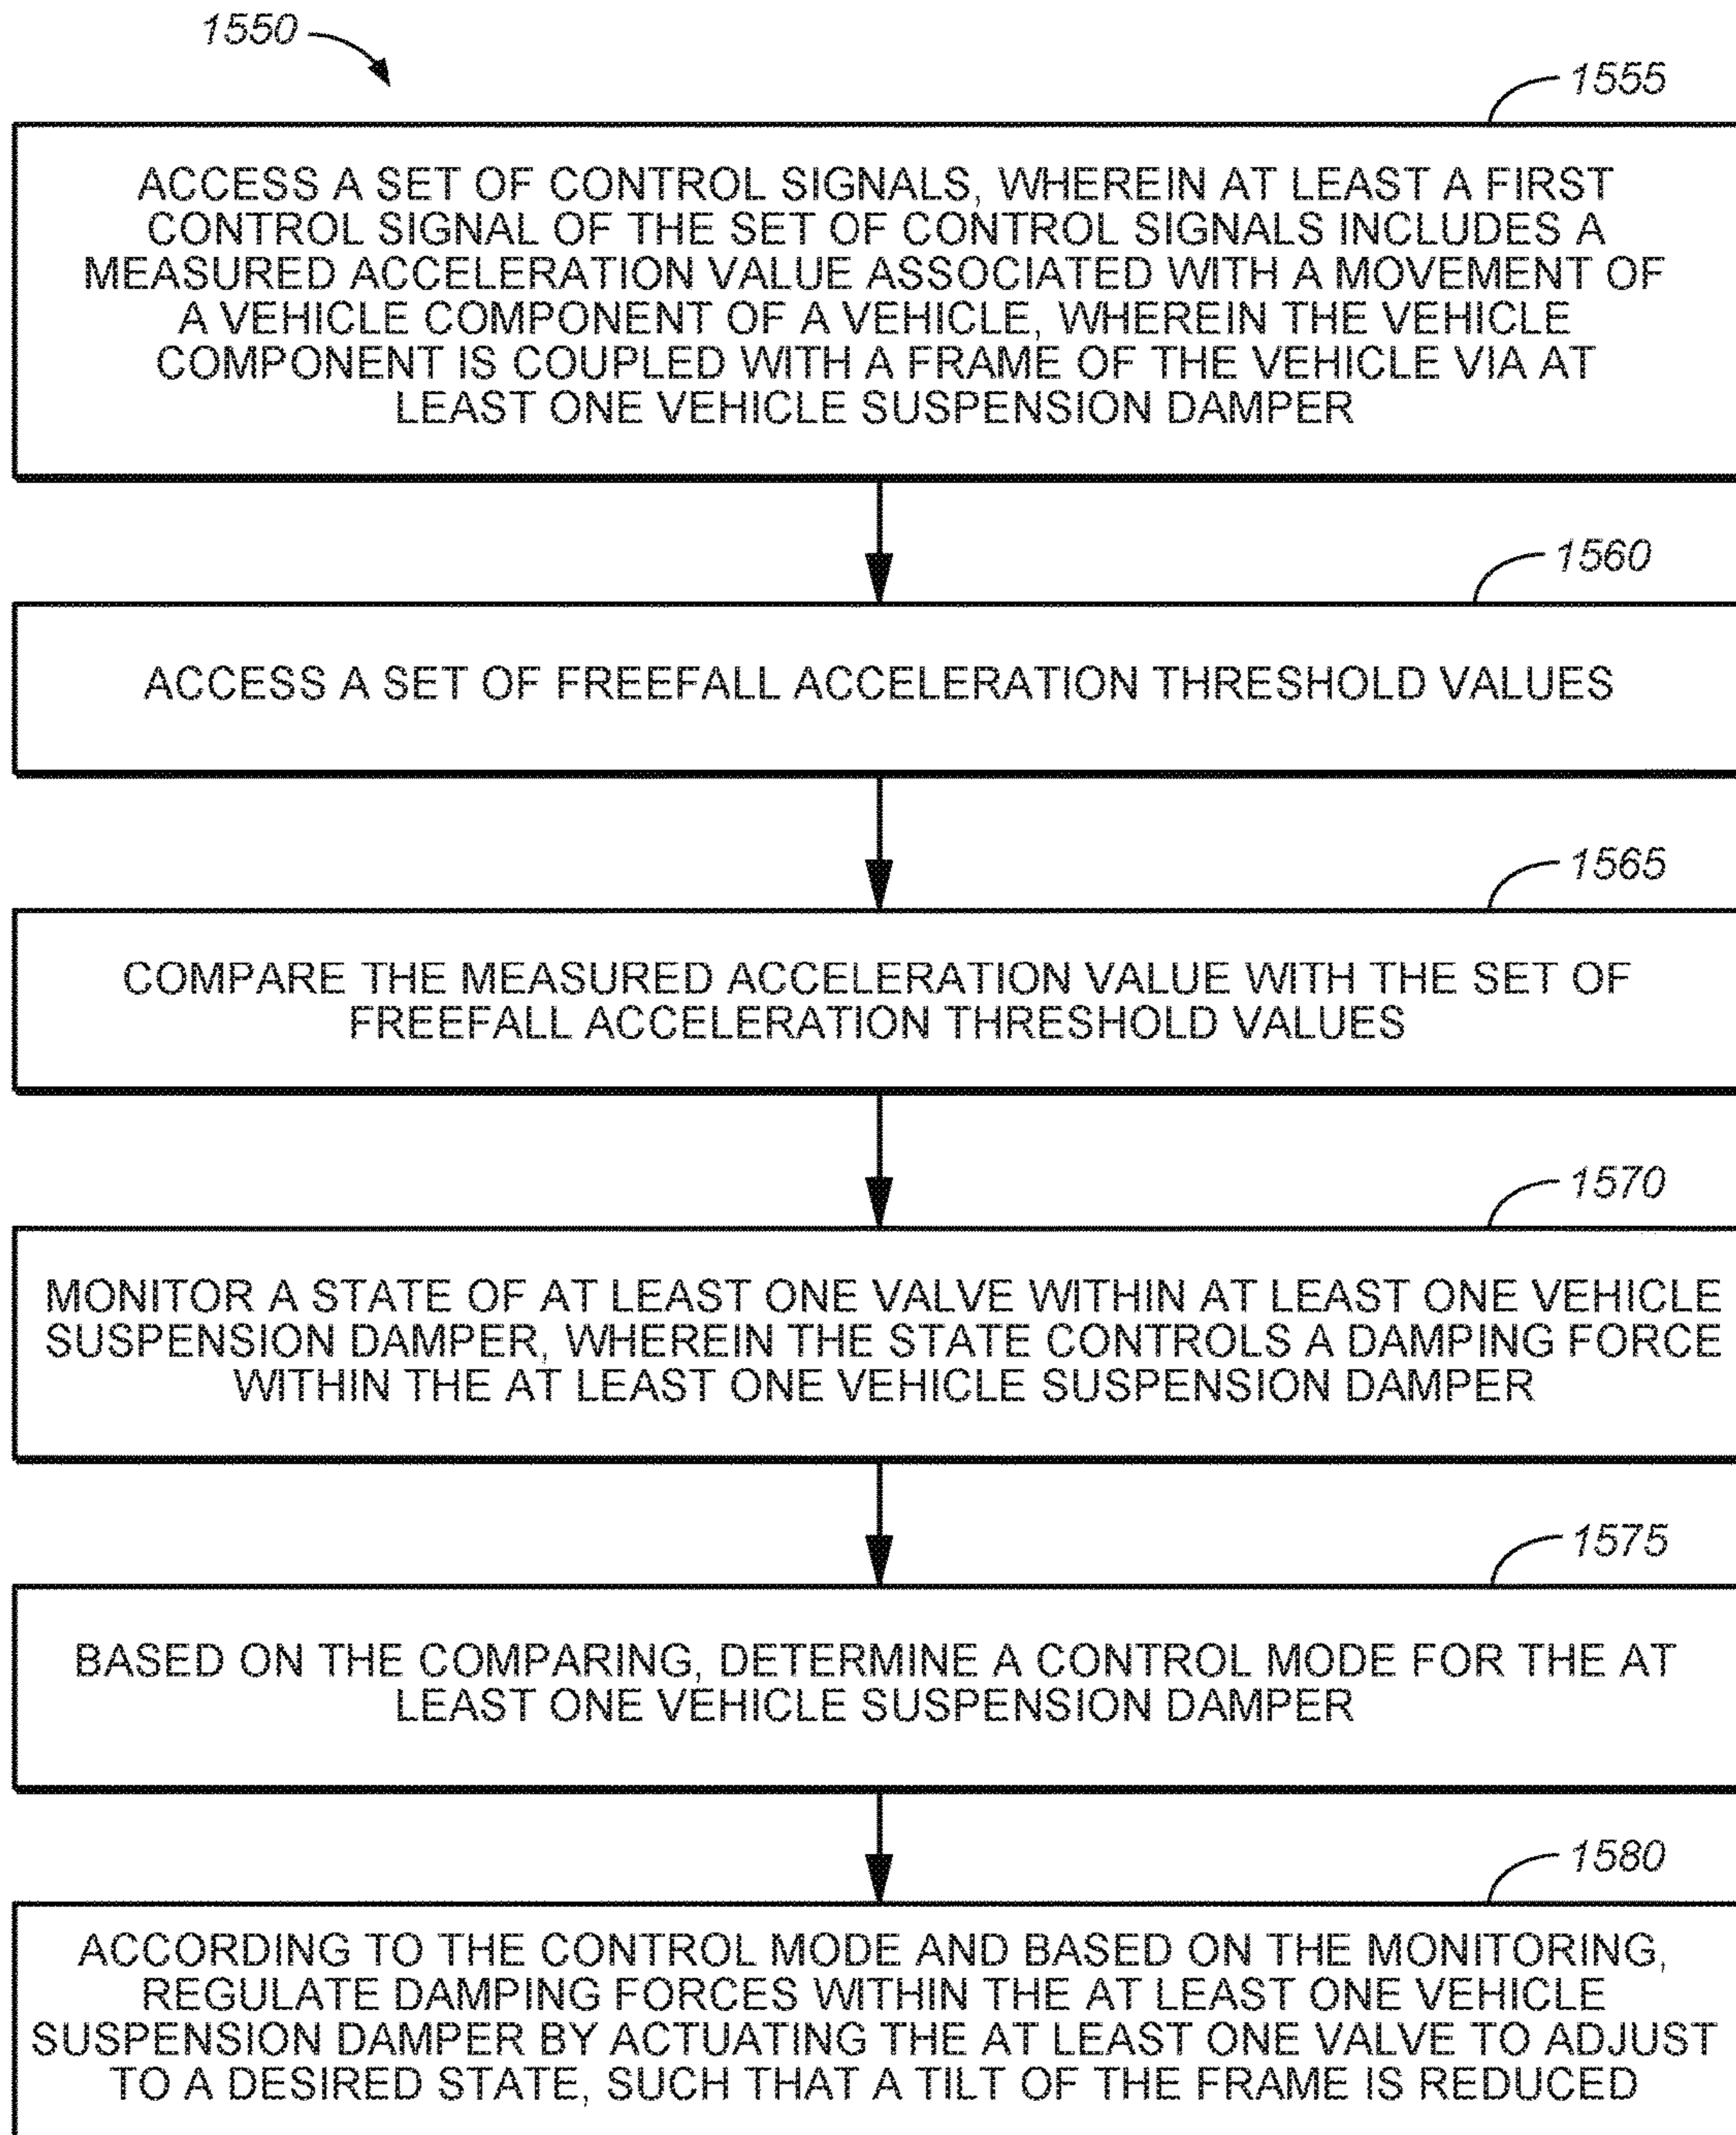 1550
1555
ACCESS A SET OF CONTROL SIGNALS, WHEREIN AT LEAST A FIRST
CONTROL SIGNAL OF THE SET OF CONTROL SIGNALS INCLUDES A
MEASURED ACCELERATION VALUE ASSOCIATED WITH A MOVEMENT OF
A VEHICLE COMPONENT OF A VEHICLE, WHEREIN THE VEHICLE
COMPONENT IS COUPLED WITH A FRAME OF THE VEHICLE VIA AT
LEAST ONE VEHICLE SUSPENSION DAMPER
1560
ACCESS A SET OF FREEFALL ACCELERATION THRESHOLD VALUES
1565
COMPARE THE MEASURED ACCELERATION VALUE WITH THE SET OF
FREEFALL ACCELERATION THRESHOLD VALUES
1570
MONITOR A STATE OF AT LEAST ONE VALVE WITHIN AT LEAST ONE VEHICLE
SUSPENSION DAMPER, WHEREIN THE STATE CONTROLS A DAMPING FORCE
WITHIN THE AT LEAST ONE VEHICLE SUSPENSION DAMPER
1575
BASED ON THE COMPARING, DETERMINE A CONTROL MODE FOR THE AT
LEAST ONE VEHICLE SUSPENSION DAMPER
1580
ACCORDING TO THE CONTROL MODE AND BASED ON THE MONITORING,
REGULATE DAMPING FORCES WITHIN THE AT LEAST ONE VEHICLE
SUSPENSION DAMPER BY ACTUATING THE AT LEAST ONE VALVE TO ADJUST
TO A DESIRED STATE, SUCH THAT A TILT OF THE FRAME IS REDUCED